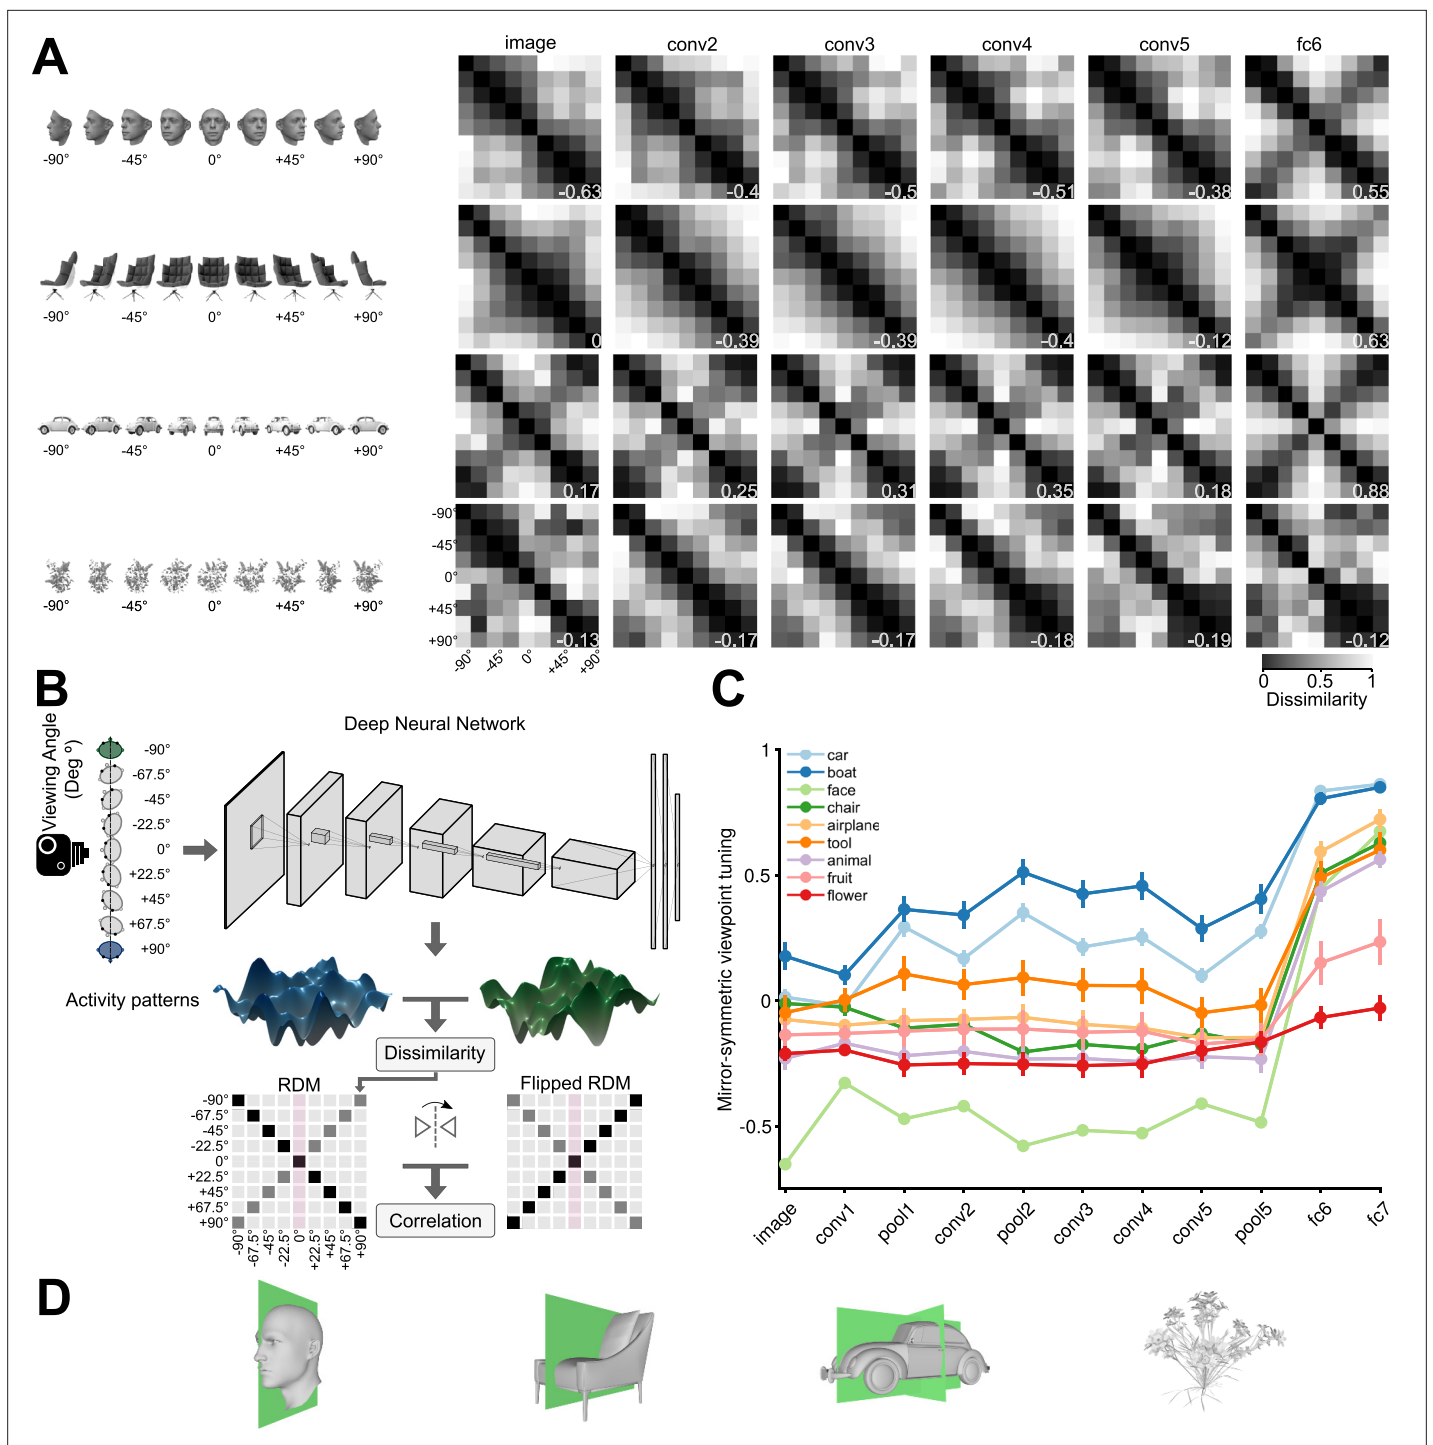 A
image conv2 conv3 conv4 conv5 fc6
-90° -45° 0° +45° +90°
-0.63 -0.4 -0.5 -0.51 -0.38 0.55
-90° -45° 0° +45° +90°
0 -0.39 -0.39 -0.4 -0.12 0.63
-90° -45° 0° +45° +90°
0.17 0.25 0.31 0.35 0.18 0.88
-90°
-45°
0°
+45°
+90°
-90° -45° 0° +45° +90°
-0.13 -0.17 -0.17 -0.18 -0.19 -0.12
-90° -45° 0° +45° +90°
0 0.5 1
Dissimilarity
B
Viewing Angle
(Deg °)
-90°
-67.5°
-45°
-22.5°
0°
+22.5°
+45°
+67.5°
+90°
Deep Neural Network
Activity patterns
Dissimilarity
RDM
Flipped RDM
-90°
-67.5°
-45°
-22.5°
0°
+22.5°
+45°
+67.5°
+90°
-90° -67.5° -45° -22.5° 0° +22.5° +45° +67.5° +90°
Correlation
C
Mirror-symmetric viewpoint tuning
1
0.5
0
-0.5
car
boat
face
chair
airplane
tool
animal
fruit
flower
image conv1 pool1 conv2 pool2 conv3 conv4 conv5 pool5 fc6 fc7
D